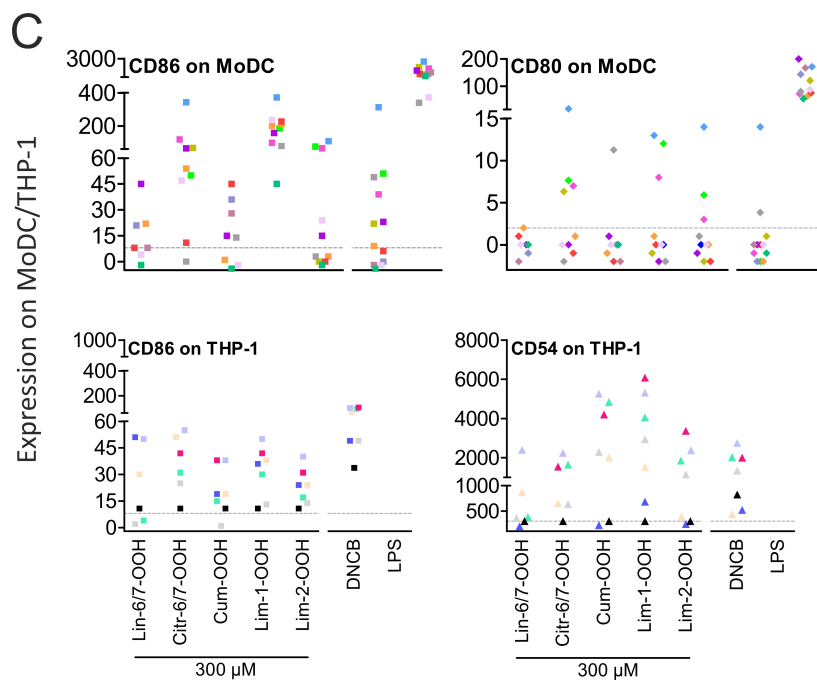 C
Expression on MoDC/THP-1
CD86 on MoDC
3000
400
200
60
45
30
15
0
CD80 on MoDC
200
100
15
10
5
0
CD86 on THP-1
1000
400
200
60
45
30
15
0
Lin-6/7-OOH
Citr-6/7-OOH
Cum-OOH
Lim-1-OOH
Lim-2-OOH
DNCB
LPS
300 µM
CD54 on THP-1
8000
6000
4000
2000
1000
500
Lin-6/7-OOH
Citr-6/7-OOH
Cum-OOH
Lim-1-OOH
Lim-2-OOH
DNCB
LPS
300 µM